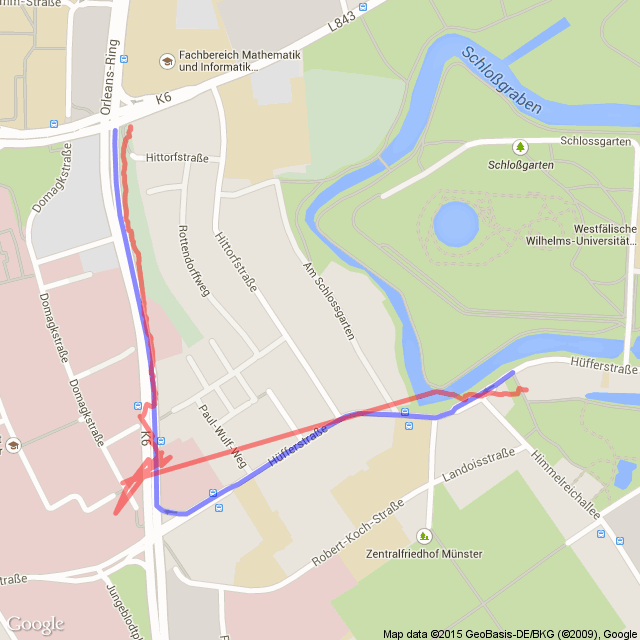 mm-Straße
L843
Orleans-Ring
Fachbereich Mathematik
und Informatik...
K6
Schloßgraben
Hittorfstraße
Domagkstraße
Schlossgarten
Schloßgarten
Westfälische
Wilhelms-Universität...
Rottendorffweg
Hittorfstraße
Am Schlossgarten
Domagkstraße
Hüfferstraße
Domagkstraße
K6
Paul-Wulf-Weg
Hüfferstraße
Landoisstraße
Himmelreichallee
Robert-Koch-Straße
Zentralfriedhof Münster
straße
Jungeblodtpl
Google
Map data ©2015 GeoBasis-DE/BKG (©2009), Google